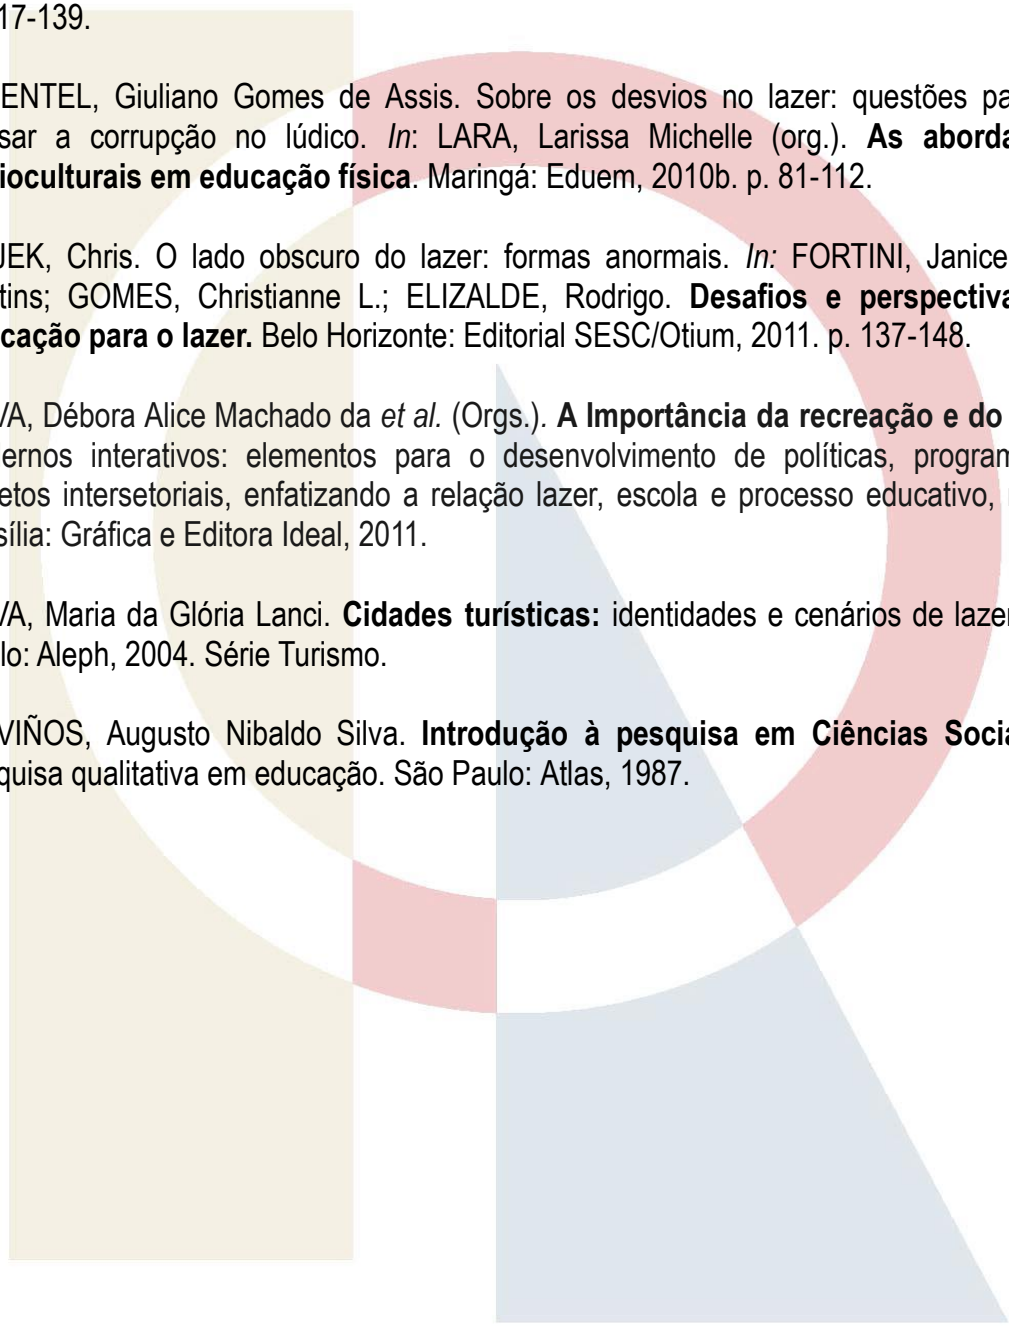 17-139.
ENTEL, Giuliano Gomes de Assis. Sobre os desvios no lazer: questões pa
sar a corrupção no lúdico. In: LARA, Larissa Michelle (org.). As aborda
ioculturais em educação física. Maringá: Eduem, 2010b. p. 81-112.
JEK, Chris. O lado obscuro do lazer: formas anormais. In: FORTINI, Janice
tins; GOMES, Christianne L.; ELIZALDE, Rodrigo. Desafios e perspectiva
cação para o lazer. Belo Horizonte: Editorial SESC/Otium, 2011. p. 137-148.
VA, Débora Alice Machado da et al. (Orgs.). A Importância da recreação e do
ernos interativos: elementos para o desenvolvimento de políticas, program
etos intersetoriais, enfatizando a relação lazer, escola e processo educativo,
sília: Gráfica e Editora Ideal, 2011.
VA, Maria da Glória Lanci. Cidades turísticas: identidades e cenários de lazer
lo: Aleph, 2004. Série Turismo.
VIÑOS, Augusto Nibaldo Silva. Introdução à pesquisa em Ciências Socia
quisa qualitativa em educação. São Paulo: Atlas, 1987.